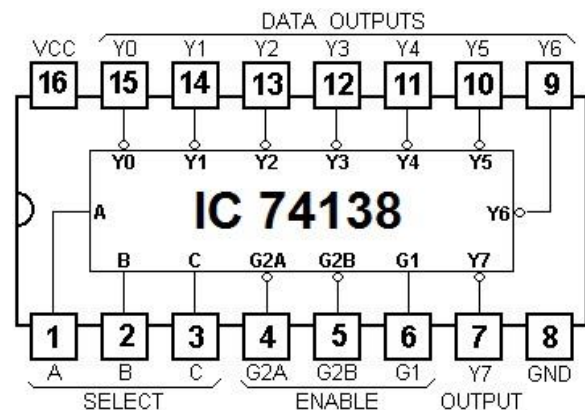 DATA OUTPUTS
VCC Y0 Y1 Y2 Y3 Y4 Y5 Y6
16 15 14 13 12 11 10 9
Y0 Y1 Y2 Y3 Y4 Y5
A IC 74138 Y6
B C G2A G2B G1 Y7
1 2 3 4 5 6 7 8
A B C G2A G2B G1 Y7 GND
SELECT ENABLE OUTPUT